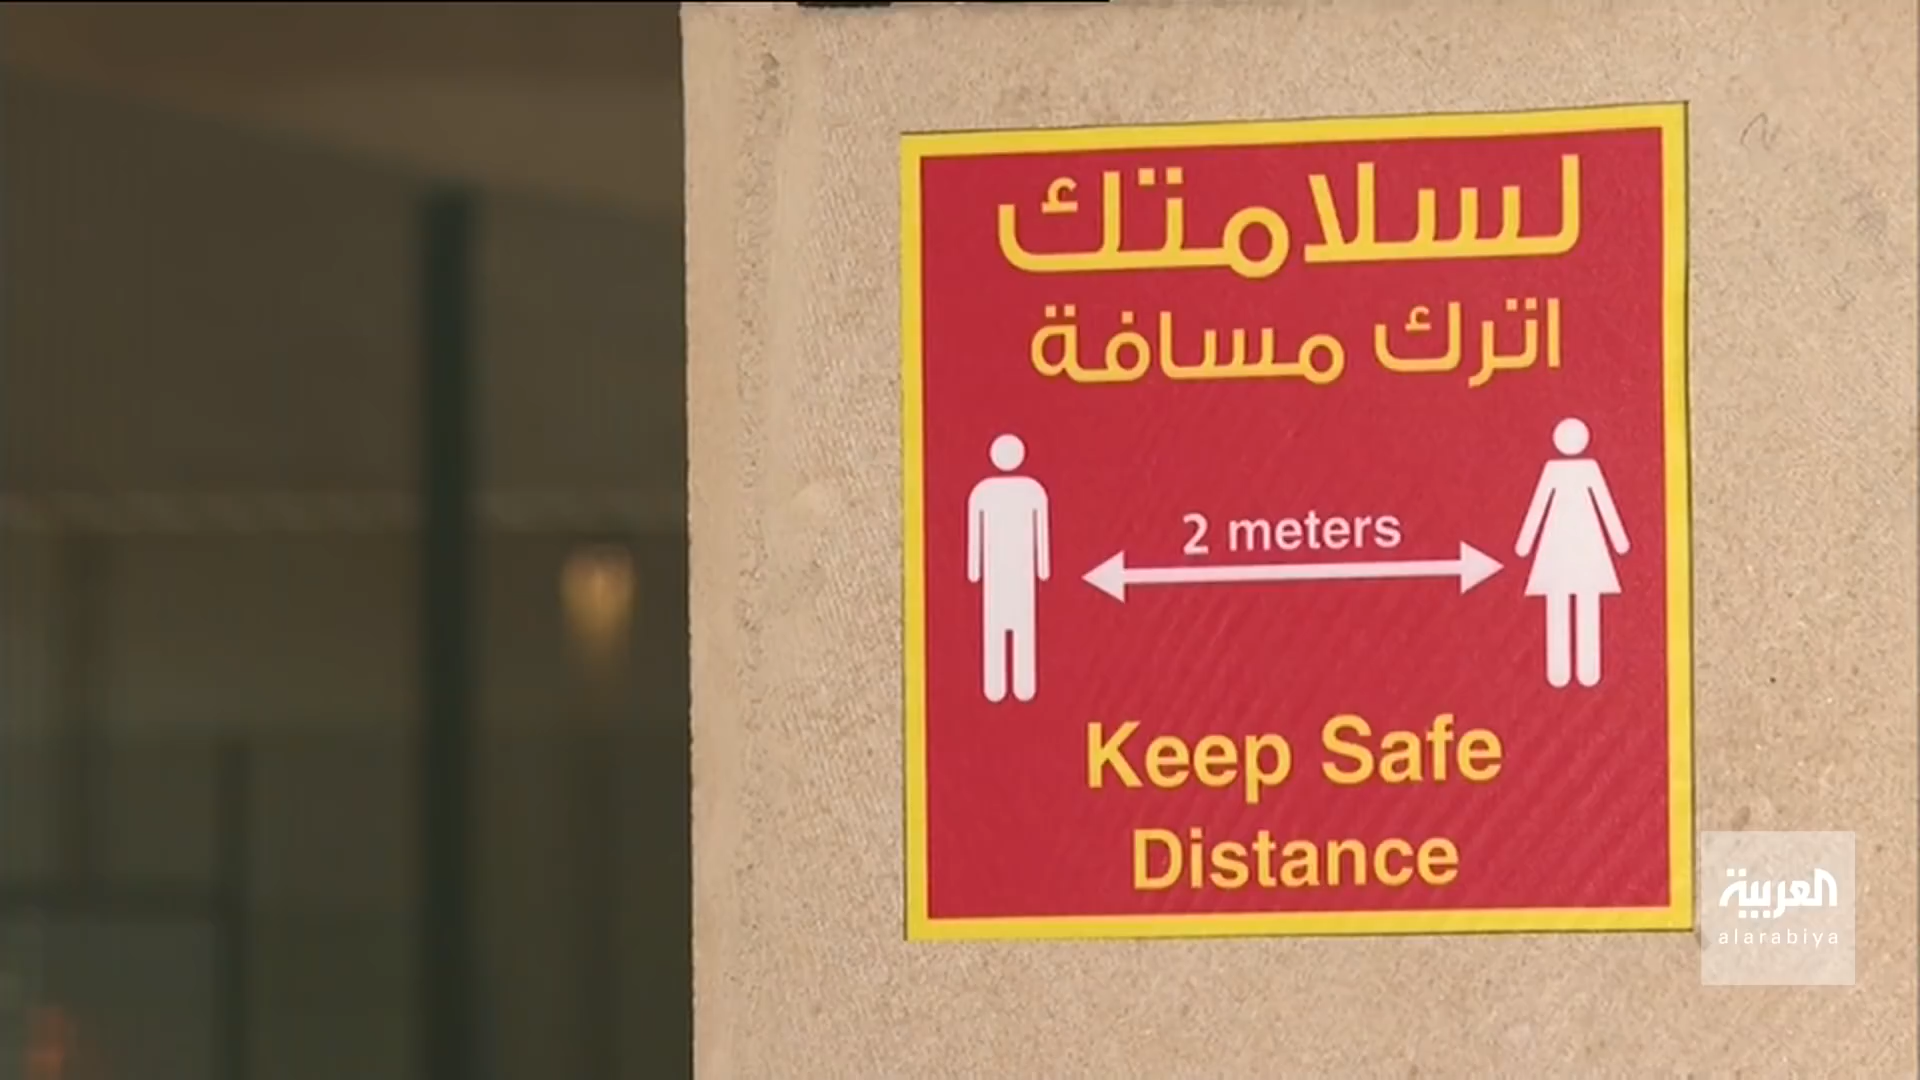 لسلامتك
اترك مسافة
2 meters
Keep Safe
Distance
العربية
alarabiya